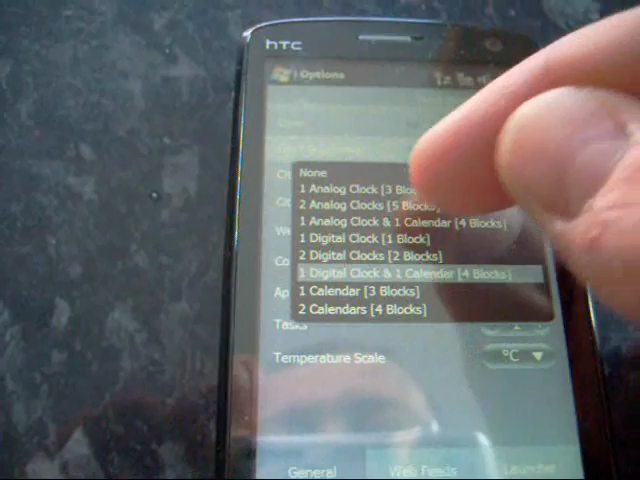 hTC
Options
None
1 Analog Clock [3 Bloc
2 Analog Clocks [5 Blocks]
1 Analog Clock & 1 Calendar [4 Blocks]
1 Digital Clock [1 Block]
2 Digital Clocks [2 Blocks]
1 Digital Clock & 1 Calendar [4 Blocks]
1 Calendar [3 Blocks]
2 Calendars [4 Blocks]
Tasks
Temperature Scale °C
General Web Feeds Launcher